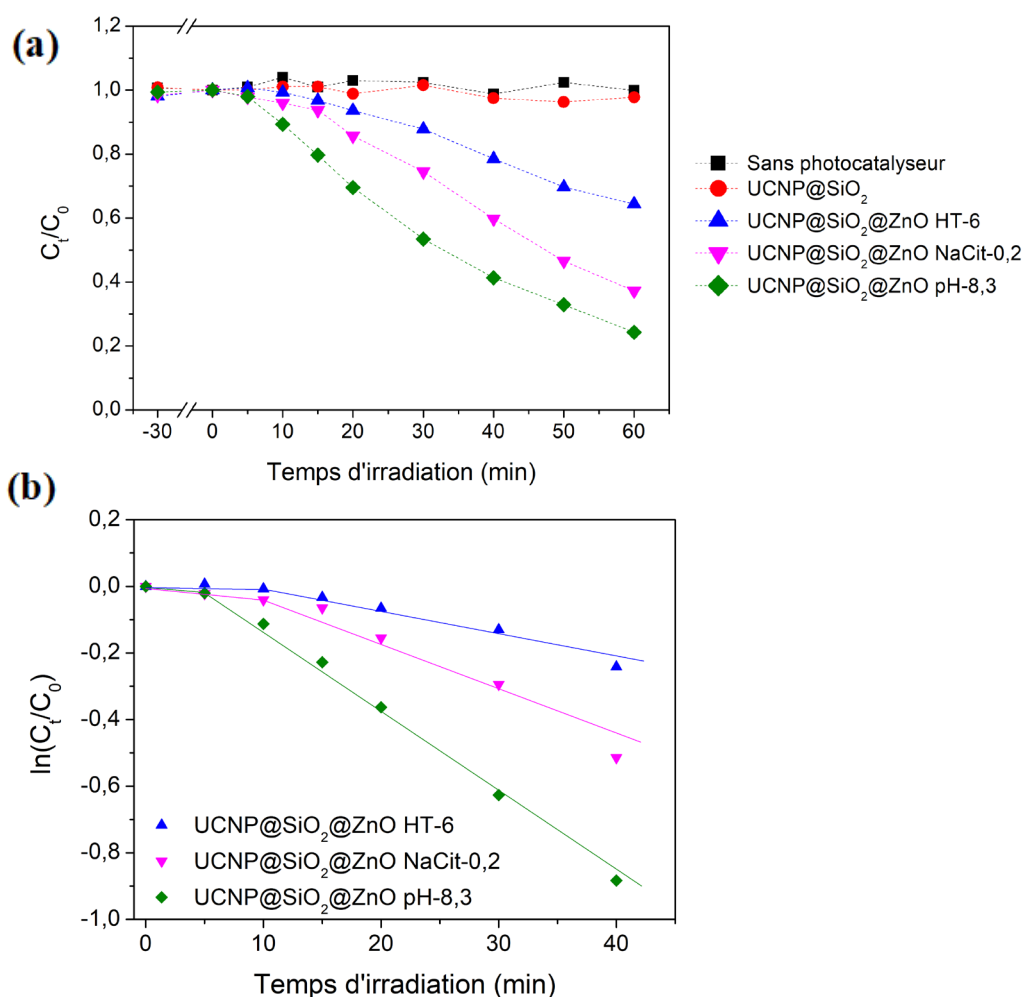 (a)
1,2
1,0
0,8
0,6
0,4
0,2
0,0
C_t/C_0
-30 0 10 20 30 40 50 60
Temps d'irradiation (min)
Sans photocatalyseur
UCNP@SiO₂
UCNP@SiO₂@ZnO HT-6
UCNP@SiO₂@ZnO NaCit-0,2
UCNP@SiO₂@ZnO pH-8,3
(b)
0,2
0,0
-0,2
-0,4
-0,6
-0,8
-1,0
ln(C_t/C_0)
UCNP@SiO₂@ZnO HT-6
UCNP@SiO₂@ZnO NaCit-0,2
UCNP@SiO₂@ZnO pH-8,3
0 10 20 30 40
Temps d'irradiation (min)